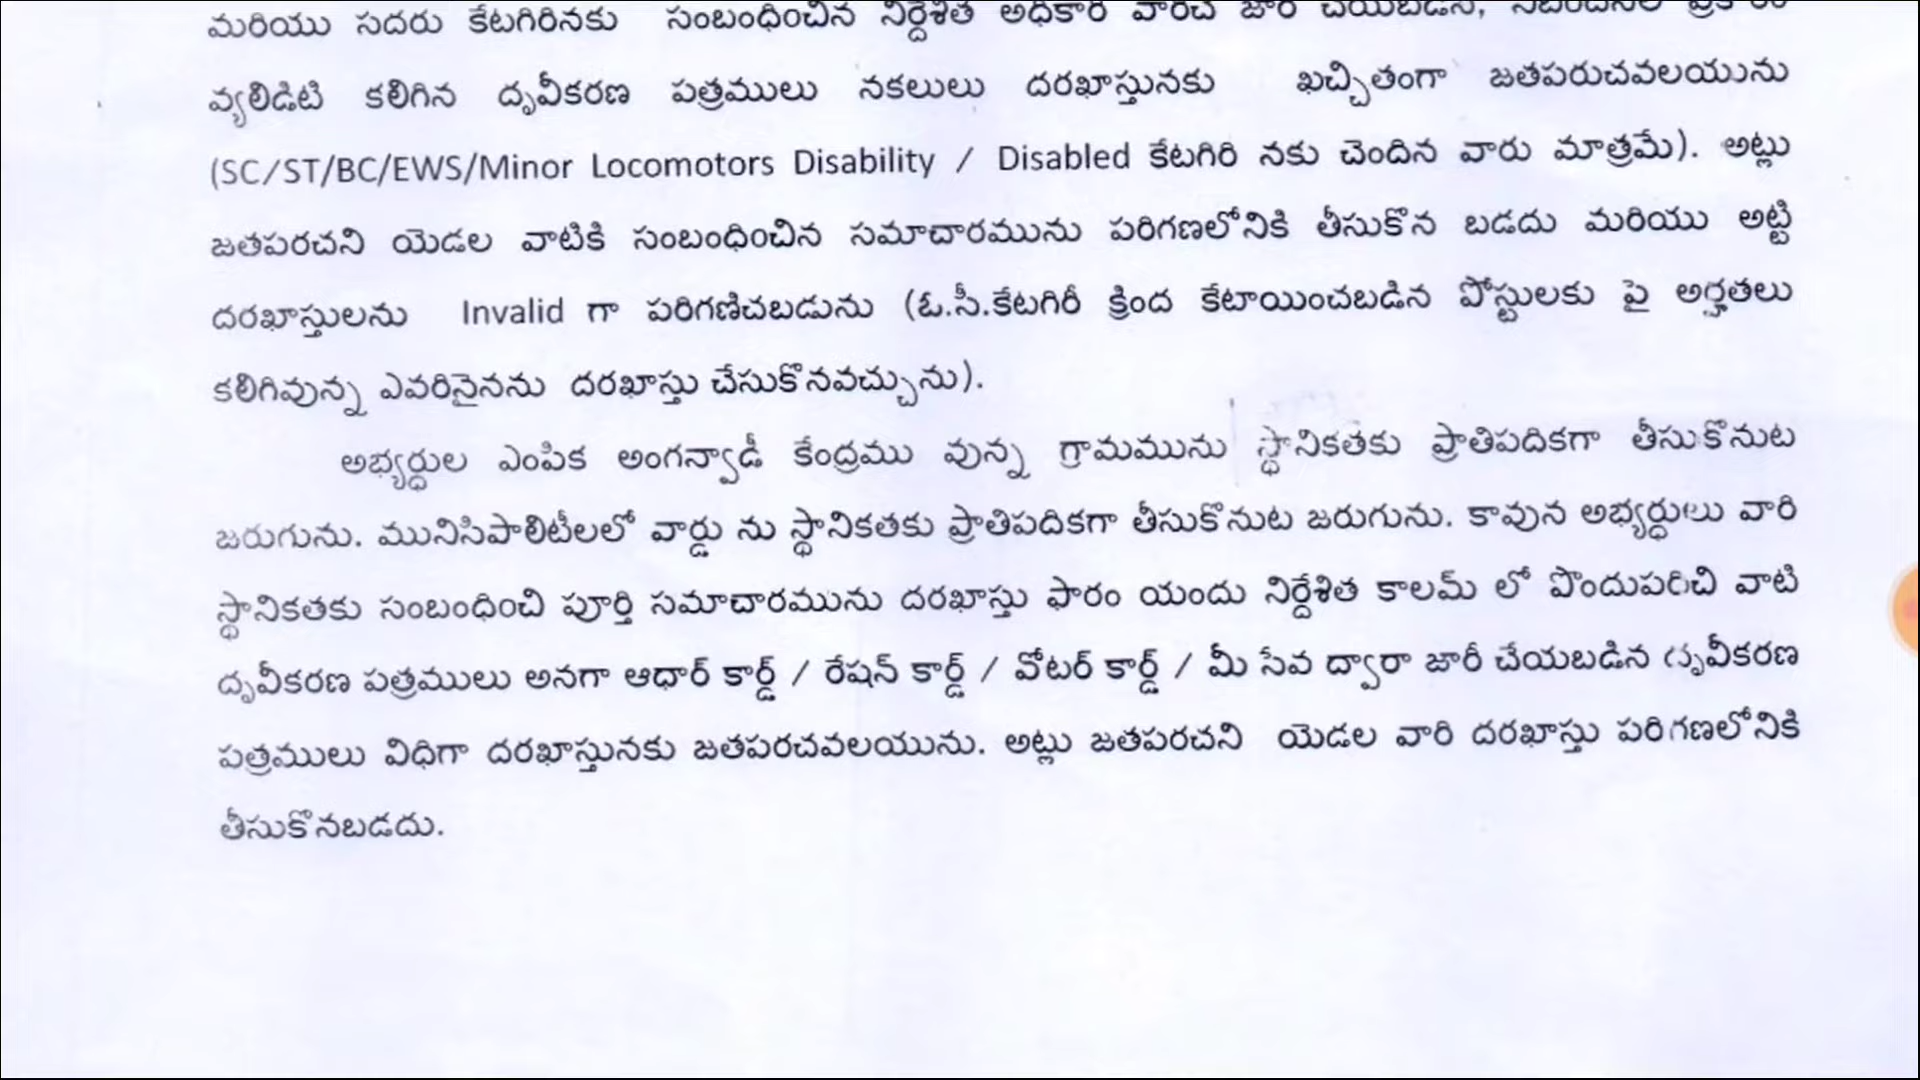 మరియు సదరు కేటగిరినకు సంబంధించిన నిర్దేశిత అధికారి వారిచే జారీ చేయబడిన, నిబంధనల ప్రకారం
వ్యలిడిటి కలిగిన దృవీకరణ పత్రములు నకలులు దరఖాస్తునకు ఖచ్చితంగా జతపరుచవలయును
(SC/ST/BC/EWS/Minor Locomotors Disability / Disabled కేటగిరి నకు చెందిన వారు మాత్రమే). అట్లు
జతపరచని యెడల వాటికి సంబంధించిన సమాచారమును పరిగణలోనికి తీసుకొన బడదు మరియు అట్టి
దరఖాస్తులను Invalid గా పరిగణిచబడును (ఓ.సీ.కేటగిరీ క్రింద కేటాయించబడిన పోస్టులకు పై అర్హతలు
కలిగివున్న ఎవరినైనను దరఖాస్తు చేసుకొనవచ్చును).
అభ్యర్ధుల ఎంపిక అంగన్వాడీ కేంద్రము వున్న గ్రామమును స్థానికతకు ప్రాతిపదికగా తీసుకొనుట
జరుగును. మునిసిపాలిటీలలో వార్డు ను స్థానికతకు ప్రాతిపదికగా తీసుకొనుట జరుగును. కావున అభ్యర్ధులు వారి
స్థానికతకు సంబంధించి పూర్తి సమాచారమును దరఖాస్తు ఫారం యందు నిర్దేశిత కాలమ్ లో పొందుపరిచి వాటి
దృవీకరణ పత్రములు అనగా ఆధార్ కార్డ్ / రేషన్ కార్డ్ / వోటర్ కార్డ్ / మీ సేవ ద్వారా జారీ చేయబడిన దృవీకరణ
పత్రములు విధిగా దరఖాస్తునకు జతపరచవలయును. అట్లు జతపరచని యెడల వారి దరఖాస్తు పరిగణలోనికి
తీసుకొనబడదు.